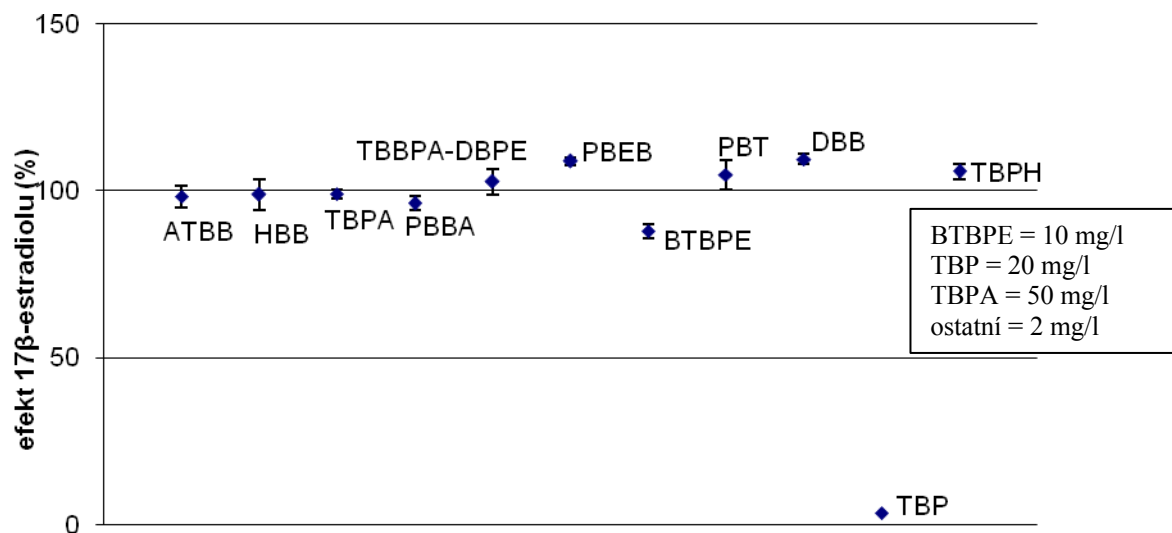 150
100
50
0
efekt 17β-estradiolu (%)
ATBB
HBB
TBPA
PBBA
TBBPA-DBPE
PBEB
BTBPE
PBT
DBB
TBP
TBPH
BTBPE = 10 mg/l
TBP = 20 mg/l
TBPA = 50 mg/l
ostatní = 2 mg/l